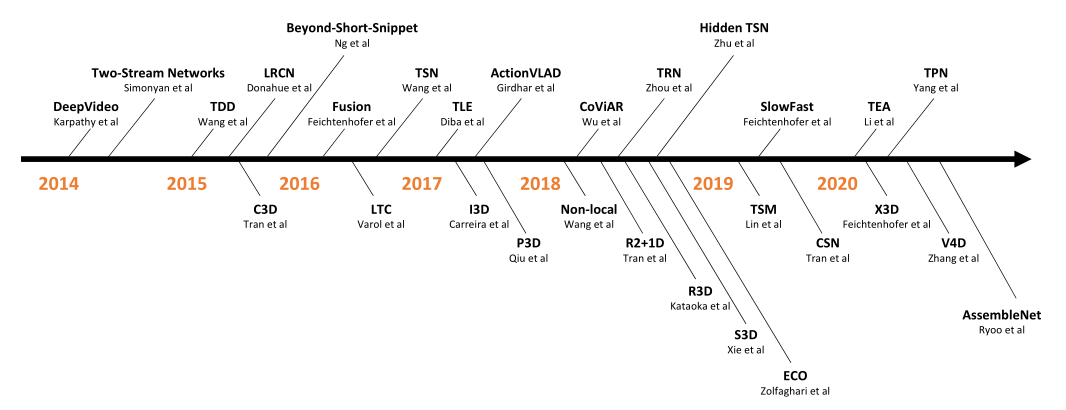 Beyond-Short-Snippet
Ng et al
Hidden TSN
Zhu et al
Two-Stream Networks
Simonyan et al
LRCN
Donahue et al
TSN
Wang et al
ActionVLAD
Girdhar et al
TRN
Zhou et al
TPN
Yang et al
DeepVideo
Karpathy et al
TDD
Wang et al
Fusion
Feichtenhofer et al
TLE
Diba et al
CoViAR
Wu et al
SlowFast
Feichtenhofer et al
TEA
Li et al
2014
2015
2016
2017
2018
2019
2020
C3D
Tran et al
LTC
Varol et al
I3D
Carreira et al
Non-local
Wang et al
TSM
Lin et al
X3D
Feichtenhofer et al
P3D
Qiu et al
R2+1D
Tran et al
CSN
Tran et al
V4D
Zhang et al
R3D
Kataoka et al
AssembleNet
Ryoo et al
S3D
Xie et al
ECO
Zolfaghari et al